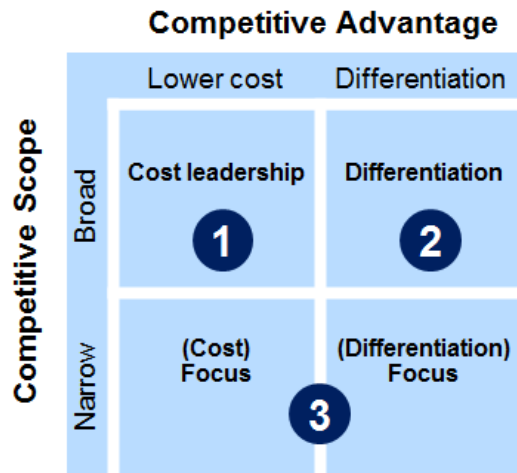 Competitive Advantage
Lower cost
Differentiation
Competitive Scope
Broad
Cost leadership
1
Differentiation
2
Narrow
(Cost)
Focus
(Differentiation)
Focus
3